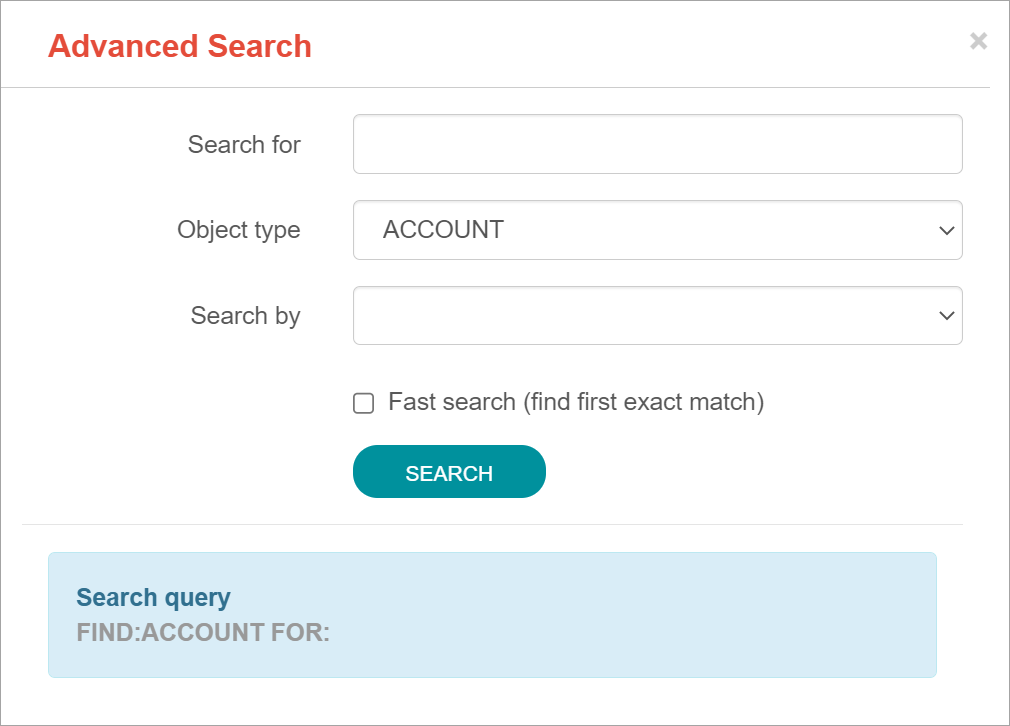 Advanced Search
×
Search for
Object type
ACCOUNT
Search by
Fast search (find first exact match)
SEARCH
Search query
FIND:ACCOUNT FOR: